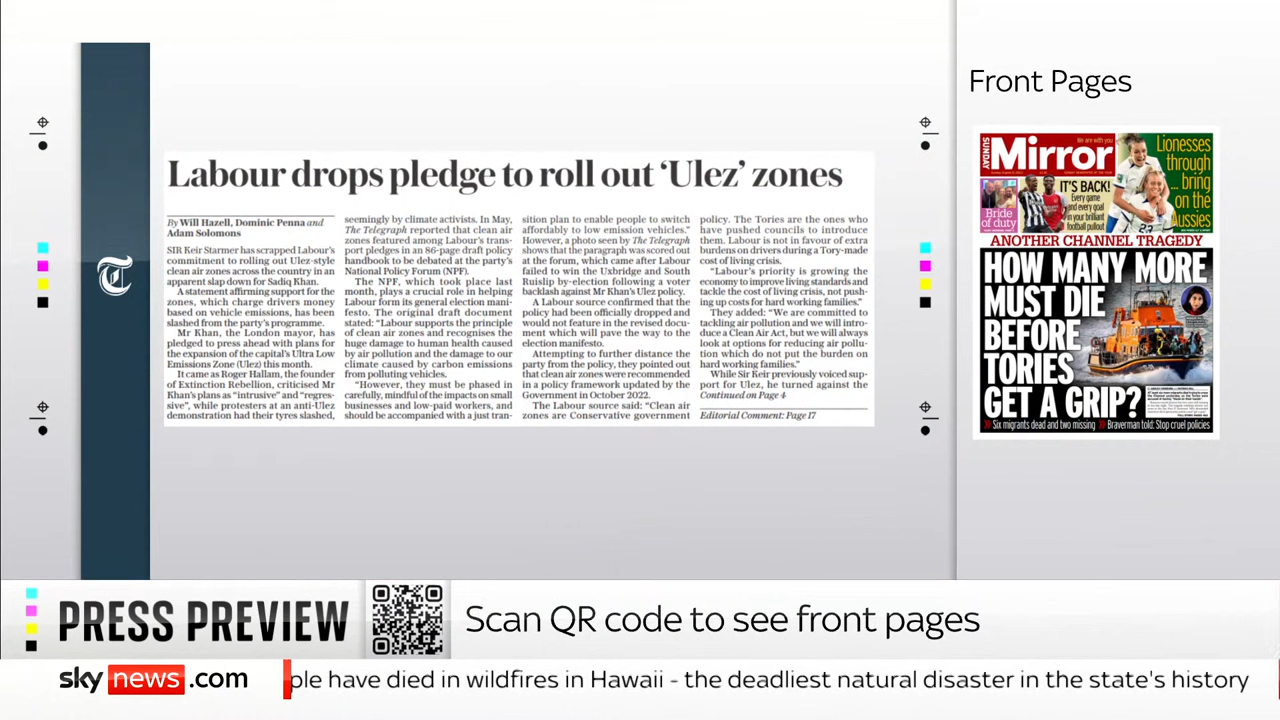 Labour drops pledge to roll out ‘Ulez’ zones
By Will Hazell, Dominic Penna and
Adam Solomons
SIR Keir Starmer has scrapped Labour’s
commitment to rolling out Ulez-style
clean air zones across the country in an
apparent slap down for Sadiq Khan.
A statement affirming support for the
zones, which charge drivers money
based on vehicle emissions, has been
slashed from the party’s programme.
Mr Khan, the London mayor, has
pledged to press ahead with plans for
the expansion of the capital’s Ultra Low
Emissions Zone (Ulez) this month.
It came as Roger Hallam, the founder
of Extinction Rebellion, criticised Mr
Khan’s plans as “intrusive” and “regres-
sive”, while protesters at an anti-Ulez
demonstration had their tyres slashed,
seemingly by climate activists. In May,
The Telegraph reported that clean air
zones featured among Labour’s trans-
port pledges in an 86-page draft policy
handbook to be debated at the party’s
National Policy Forum (NPF).
The NPF, which took place last
month, plays a crucial role in helping
Labour form its general election mani-
festo. The original draft document
stated: “Labour supports the principle
of clean air zones and recognises the
huge damage to human health caused
by air pollution and the damage to our
climate caused by carbon emissions
from polluting vehicles.
“However, they must be phased in
carefully, mindful of the impacts on small
businesses and low-paid workers, and
should be accompanied with a just tran-
sition plan to enable people to switch
affordably to low emission vehicles.”
However, a photo seen by The Telegraph
shows that the paragraph was scored out
at the forum, which came after Labour
failed to win the Uxbridge and South
Ruislip by-election following a voter
backlash against Mr Khan’s Ulez policy.
A Labour source confirmed that the
policy had been officially dropped and
would not feature in the revised docu-
ment which will pave the way to the
election manifesto.
Attempting to further distance the
party from the policy, they pointed out
that clean air zones were recommended
in a policy framework updated by the
Government in October 2022.
The Labour source said: “Clean air
zones are Conservative government
policy. The Tories are the ones who
have pushed councils to introduce
them. Labour is not in favour of extra
burdens on drivers during a Tory-made
cost of living crisis.
“Labour’s priority is growing the
economy to improve living standards and
tackle the cost of living crisis, not push-
ing up costs for hard working families.”
They added: “We are committed to
tackling air pollution and we will intro-
duce a Clean Air Act, but we will always
look at options for reducing air pollu-
tion which do not put the burden on
hard working families.”
While Sir Keir previously voiced sup-
port for Ulez, he turned against the
Continued on Page 4
Editorial Comment: Page 17
Front Pages
We are with you
SUNDAY
Mirror
Bride
of duty
IT'S BACK!
Every game
and every goal
in your brilliant
football pullout
Lionesses
through
... bring
on the
Aussies
ANOTHER CHANNEL TRAGEDY
HOW MANY MORE
MUST DIE
BEFORE
TORIES
GET A GRIP?
Six migrants dead and two missing Braverman told: Stop cruel policies
PRESS PREVIEW
Scan QR code to see front pages
sky news .com
ple have died in wildfires in Hawaii - the deadliest natural disaster in the state's history